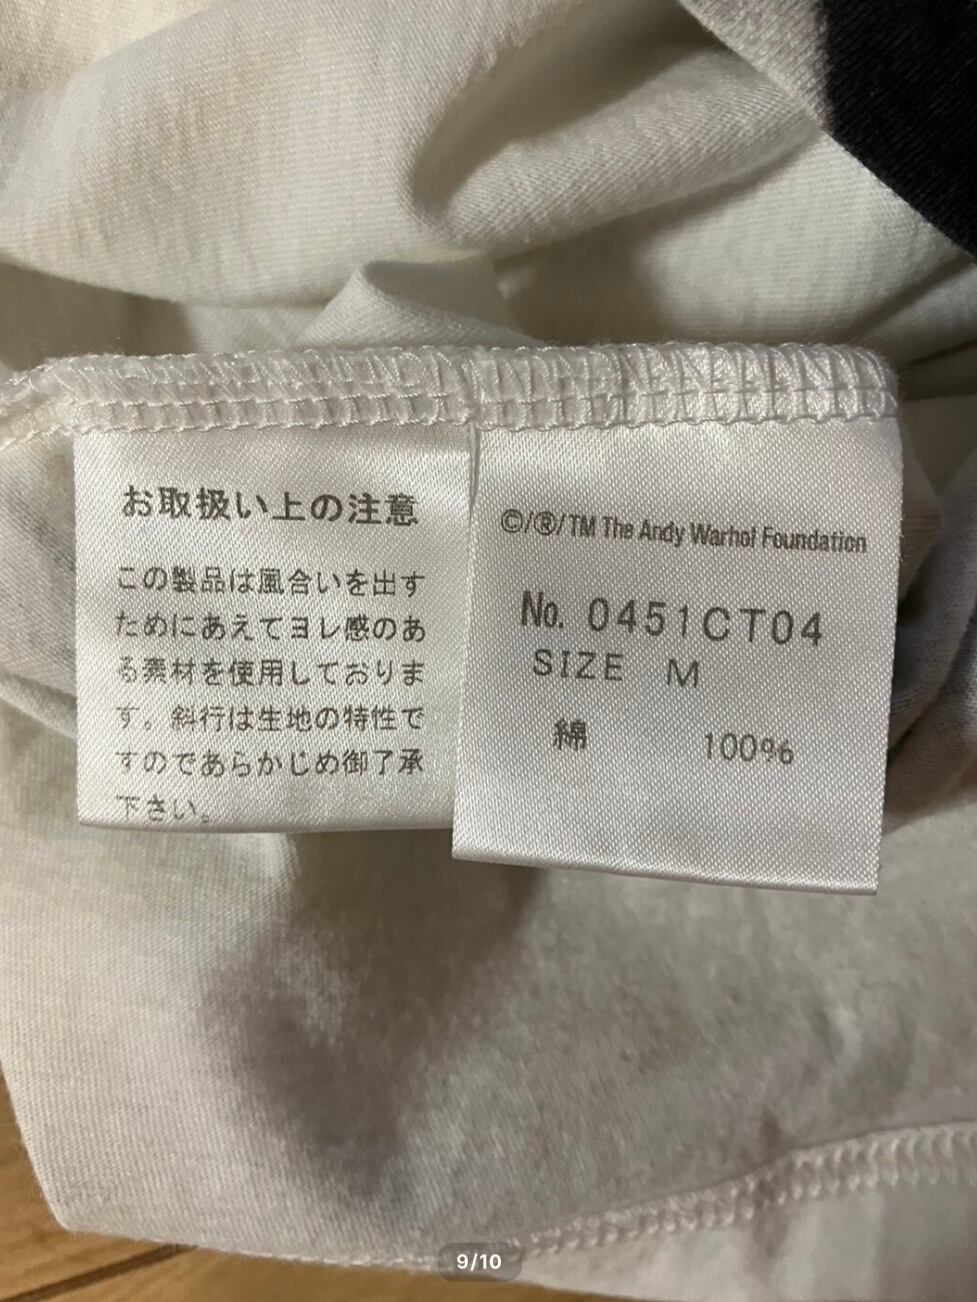 お取扱い上の注意
この製品は風合いを出す
ためにあえてヨレ感のあ
る素材を使用しておりま
す。斜行は生地の特性で
すのであらかじめ御了承
下さい。
©/®/TM The Andy Warhol Foundation
No. 0451CT04
SIZE M
綿 100%
9/10